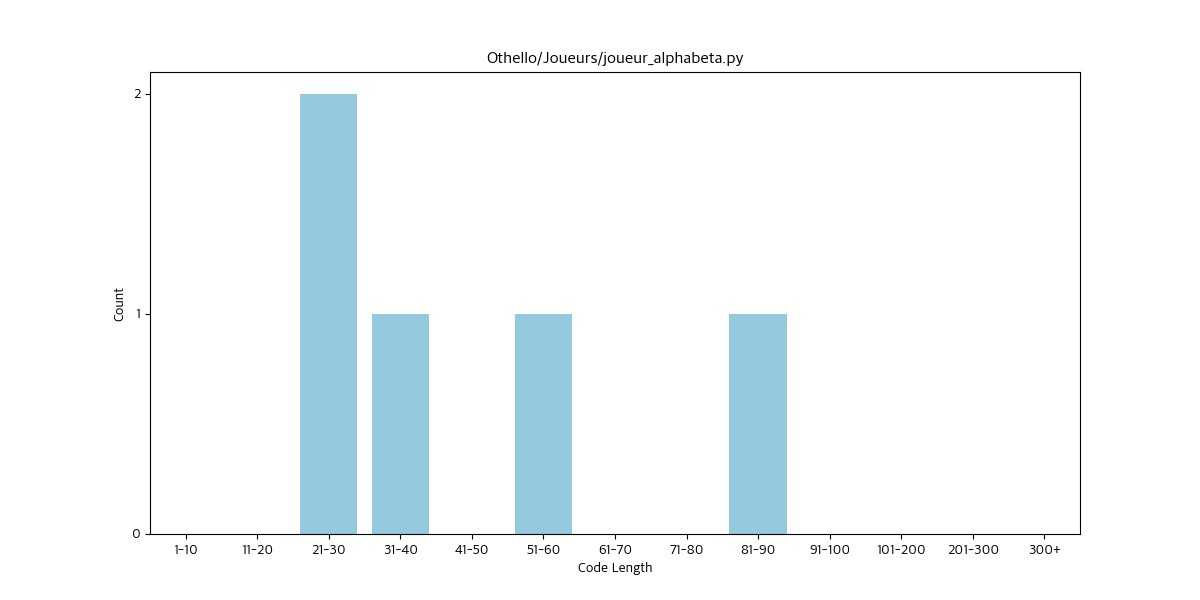 Othello/Joueurs/joueur_alphabeta.py
2
1
0
Count
1-10 11-20 21-30 31-40 41-50 51-60 61-70 71-80 81-90 91-100 101-200 201-300 300+
Code Length